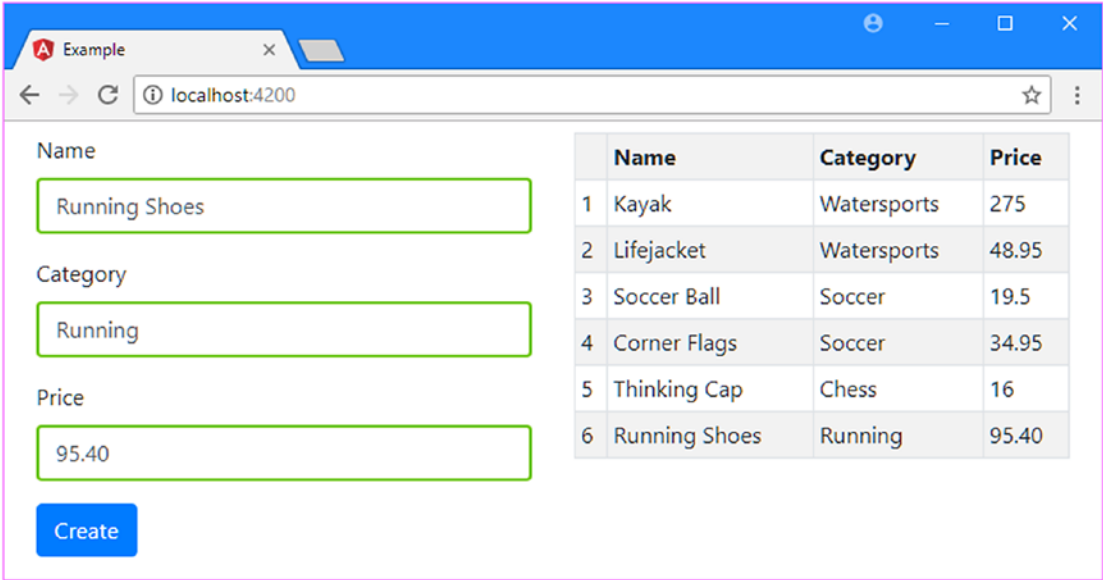 Example
localhost:4200
Name
Running Shoes
Category
Running
Price
95.40
Create
Name Category Price
1 Kayak Watersports 275
2 Lifejacket Watersports 48.95
3 Soccer Ball Soccer 19.5
4 Corner Flags Soccer 34.95
5 Thinking Cap Chess 16
6 Running Shoes Running 95.40